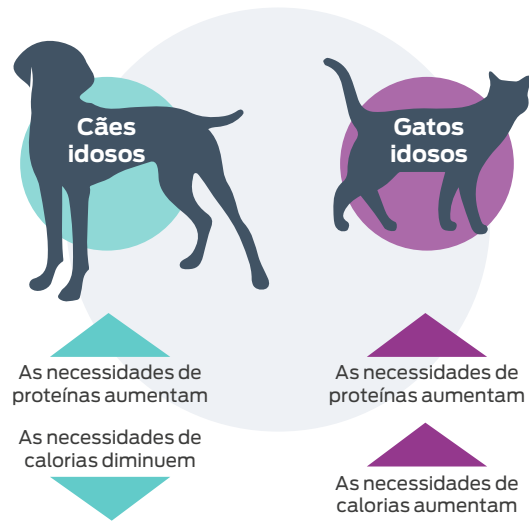 Cães
idosos
Gatos
idosos
As necessidades de
proteínas aumentam
As necessidades de
calorias diminuem
As necessidades de
proteínas aumentam
As necessidades de
calorias aumentam